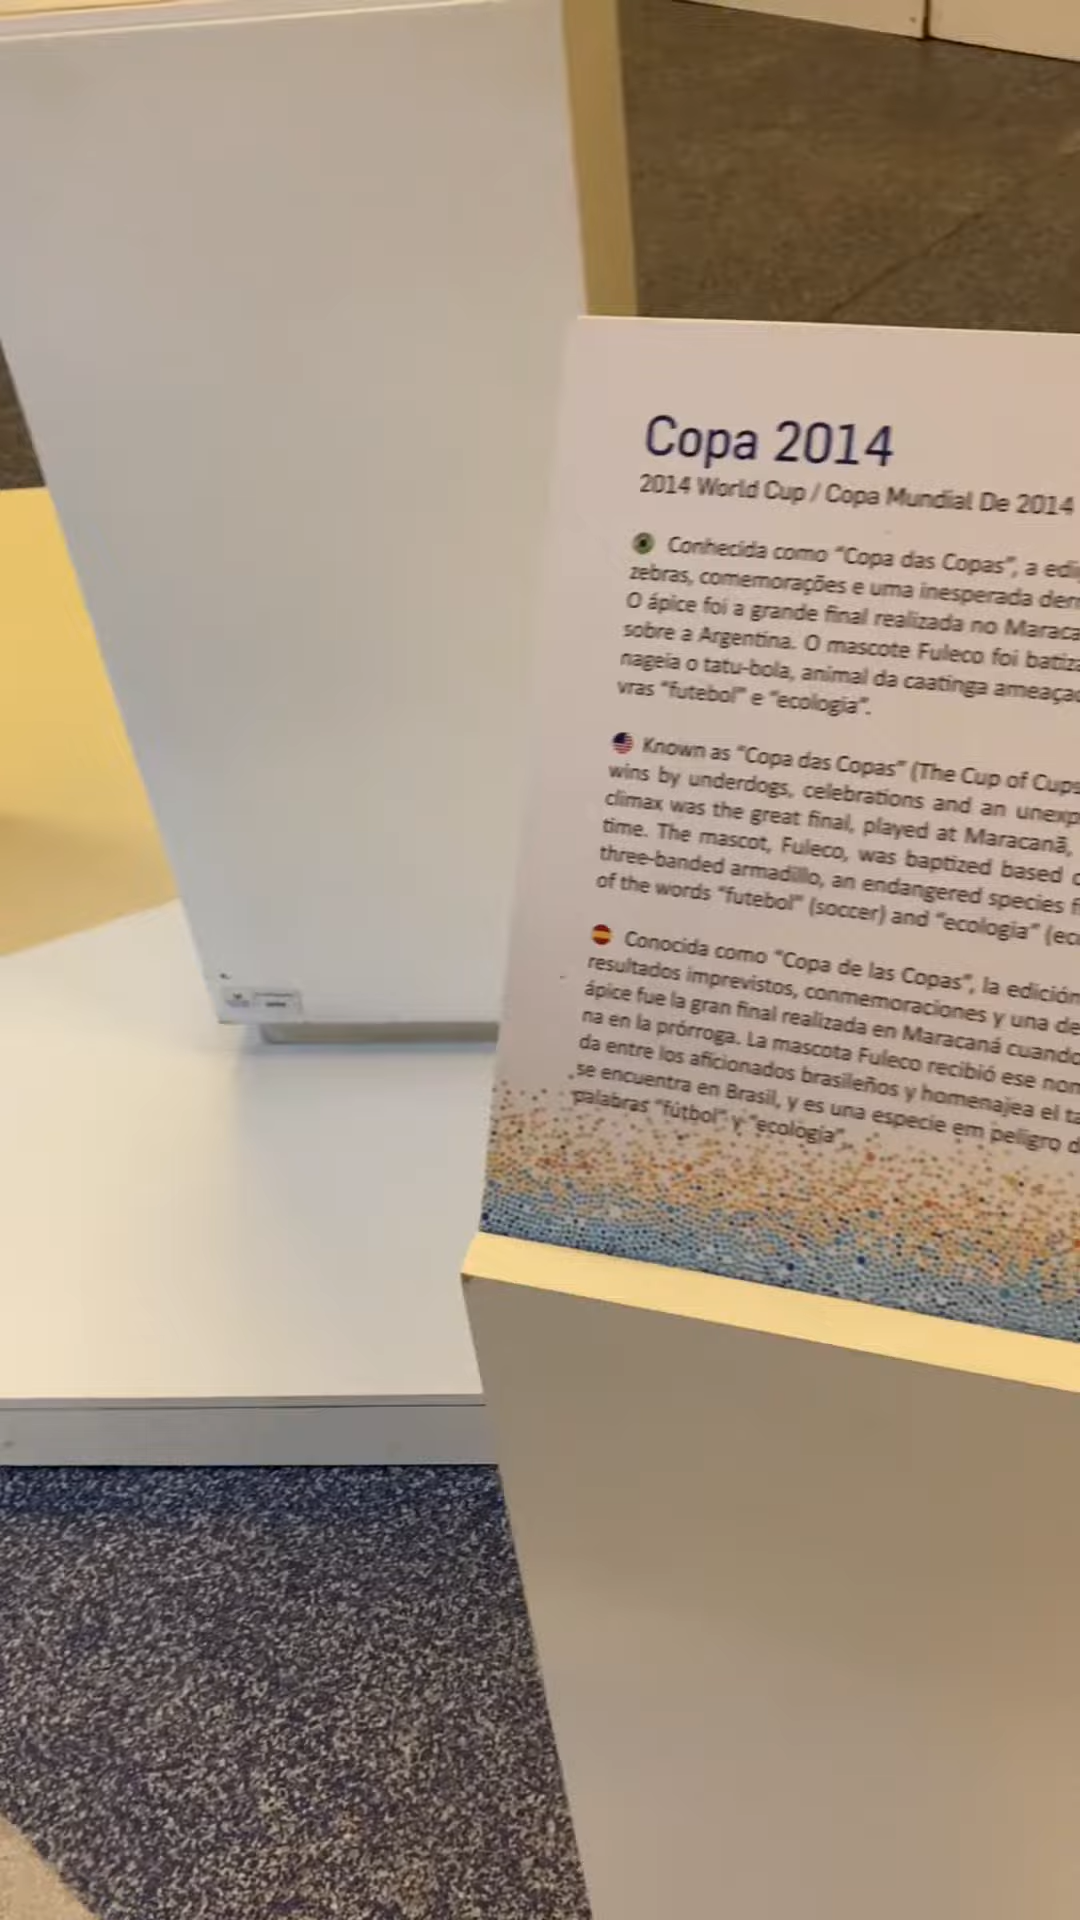 Copa 2014
2014 World Cup / Copa Mundial De 2014
Conhecida como “Copa das Copas”, a
zebras, comemorações e uma inesperada
O ápice foi a grande final realizada no
sobre a Argentina. O mascote Fuleco foi
nageia o tatu-bola, animal da caatinga
vras “futebol” e “ecologia”.
Known as “Copa das Copas” (The Cup of
wins by underdogs, celebrations and an
climax was the great final, played at Maracanã,
time. The mascot, Fuleco, was baptized based
three-banded armadillo, an endangered species
of the words “futebol” (soccer) and “ecologia”
Conocida como “Copa de las Copas”, la edición
resultados imprevistos, conmemoraciones y una
ápice fue la gran final realizada en Maracaná cuando
na en la prórroga. La mascota Fuleco recibió ese
da entre los aficionados brasileños y homenajea el
se encuentra en Brasil, y es una especie em peligro
palabras “fútbol” y “ecologia”.